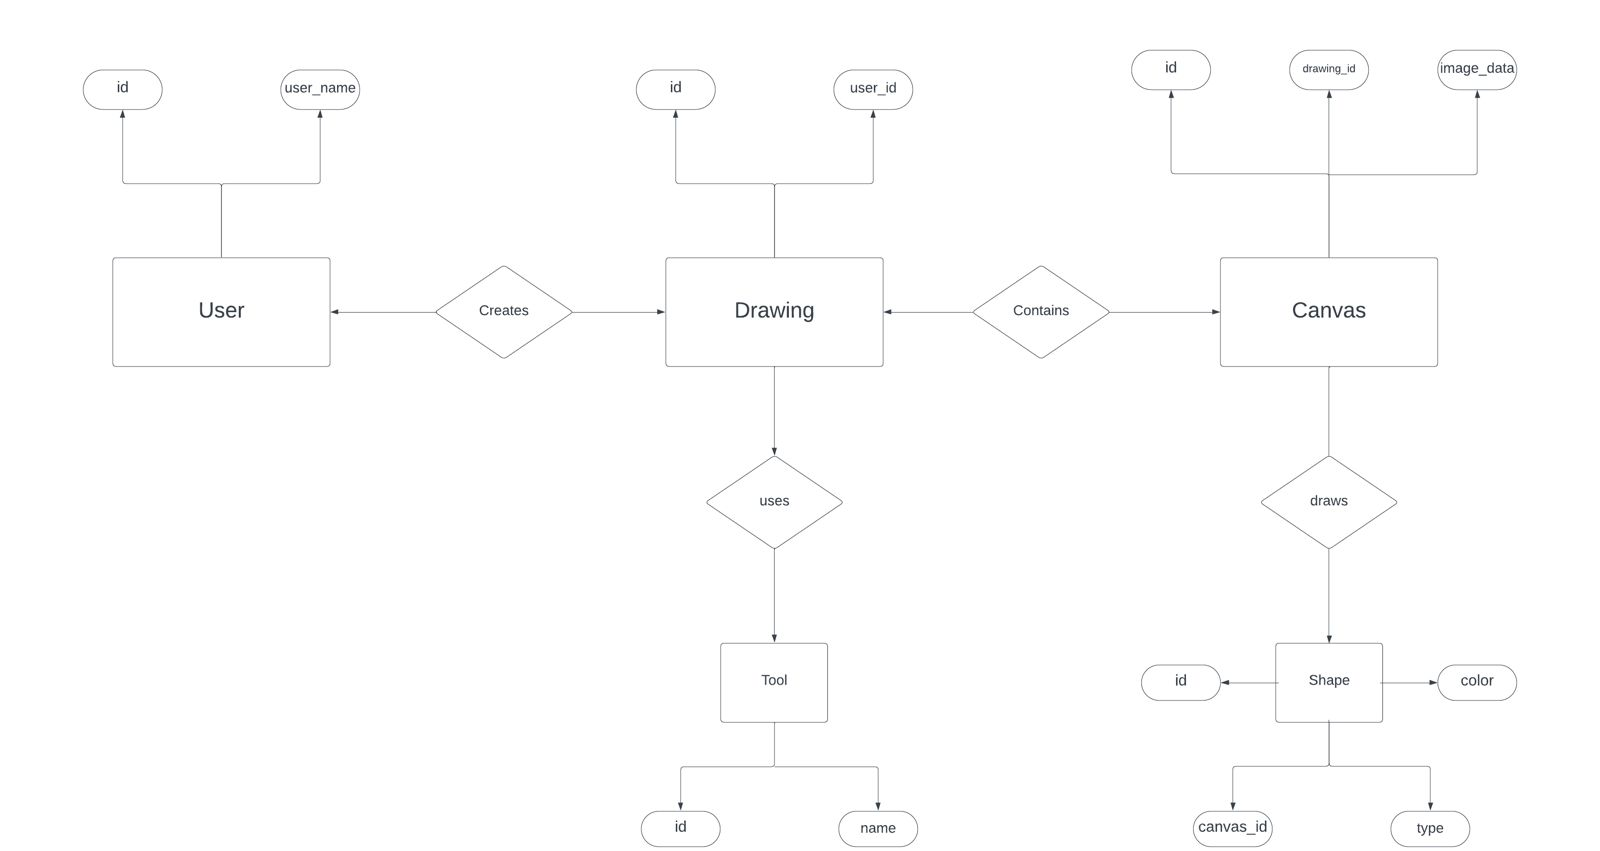 id
user_name
id
user_id
id
drawing_id
image_data
User
Creates
Drawing
Contains
Canvas
uses
draws
Tool
id
Shape
color
id
name
canvas_id
type